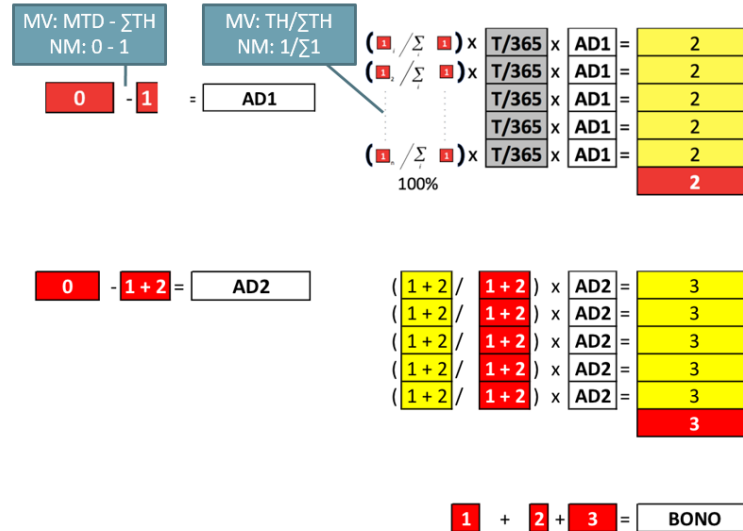 MV: MTD - ∑TH
NM: 0 - 1
MV: TH/∑TH
NM: 1/∑1
0 - 1 = AD1
( 1 / ∑ i 1 ) x T/365 x AD1 = 2
( 1 2 / ∑ i 1 ) x T/365 x AD1 = 2
T/365 x AD1 = 2
T/365 x AD1 = 2
( 1 n / ∑ i 1 ) x T/365 x AD1 = 2
100%
2
0 - 1 + 2 = AD2
( 1 + 2 / 1 + 2 ) x AD2 = 3
( 1 + 2 / 1 + 2 ) x AD2 = 3
( 1 + 2 / 1 + 2 ) x AD2 = 3
( 1 + 2 / 1 + 2 ) x AD2 = 3
( 1 + 2 / 1 + 2 ) x AD2 = 3
3
1 + 2 + 3 = BONO